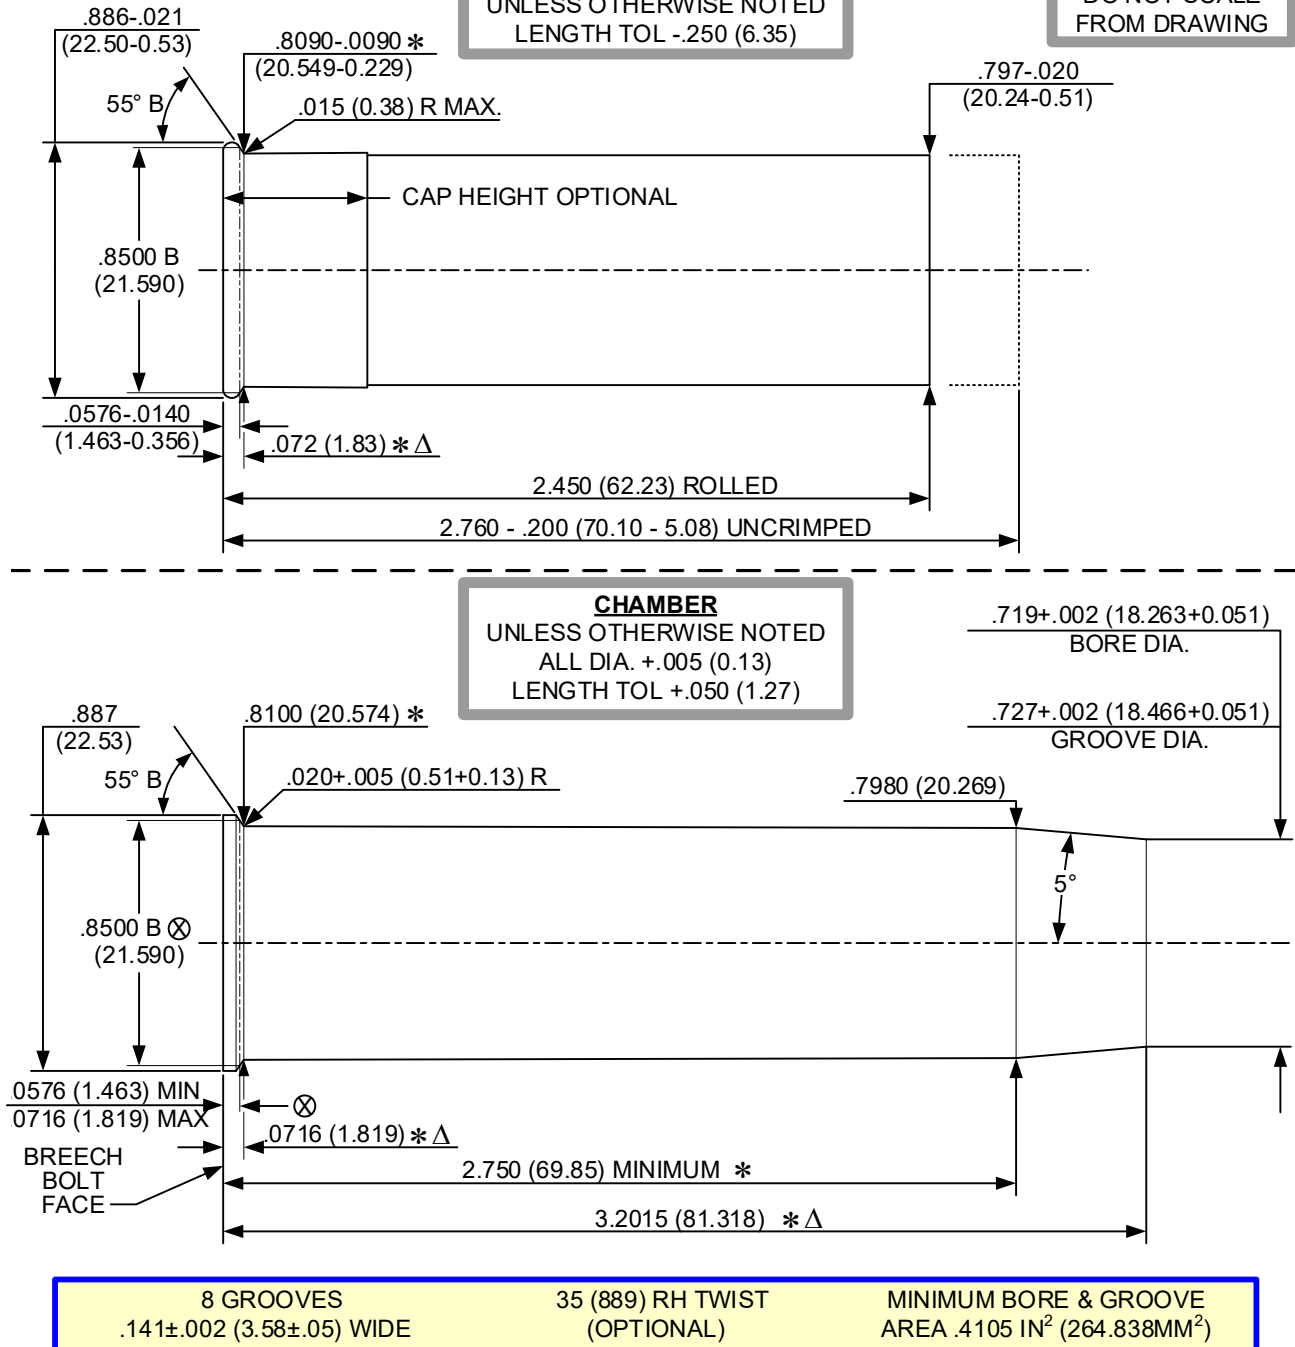 UNLESS OTHERWISE NOTED
LENGTH TOL -.250 (6.35)
DO NOT SCALE
FROM DRAWING
.886-.021
(22.50-0.53)
.8090-.0090 *
(20.549-0.229)
.797-.020
(20.24-0.51)
55° B
.015 (0.38) R MAX.
CAP HEIGHT OPTIONAL
.8500 B
(21.590)
.0576-.0140
(1.463-0.356)
.072 (1.83) * Δ
2.450 (62.23) ROLLED
2.760 - .200 (70.10 - 5.08) UNCRIMPED
CHAMBER
UNLESS OTHERWISE NOTED
ALL DIA. +.005 (0.13)
LENGTH TOL +.050 (1.27)
.719+.002 (18.263+0.051)
BORE DIA.
.727+.002 (18.466+0.051)
GROOVE DIA.
.887
(22.53)
.8100 (20.574) *
55° B
.020+.005 (0.51+0.13) R
.7980 (20.269)
5°
.8500 B ⊗
(21.590)
.0576 (1.463) MIN
.0716 (1.819) MAX
⊗
.0716 (1.819) * Δ
BREECH
BOLT
FACE
2.750 (69.85) MINIMUM *
3.2015 (81.318) * Δ
8 GROOVES
.141±.002 (3.58±.05) WIDE
35 (889) RH TWIST
(OPTIONAL)
MINIMUM BORE & GROOVE
AREA .4105 IN² (264.838MM²)